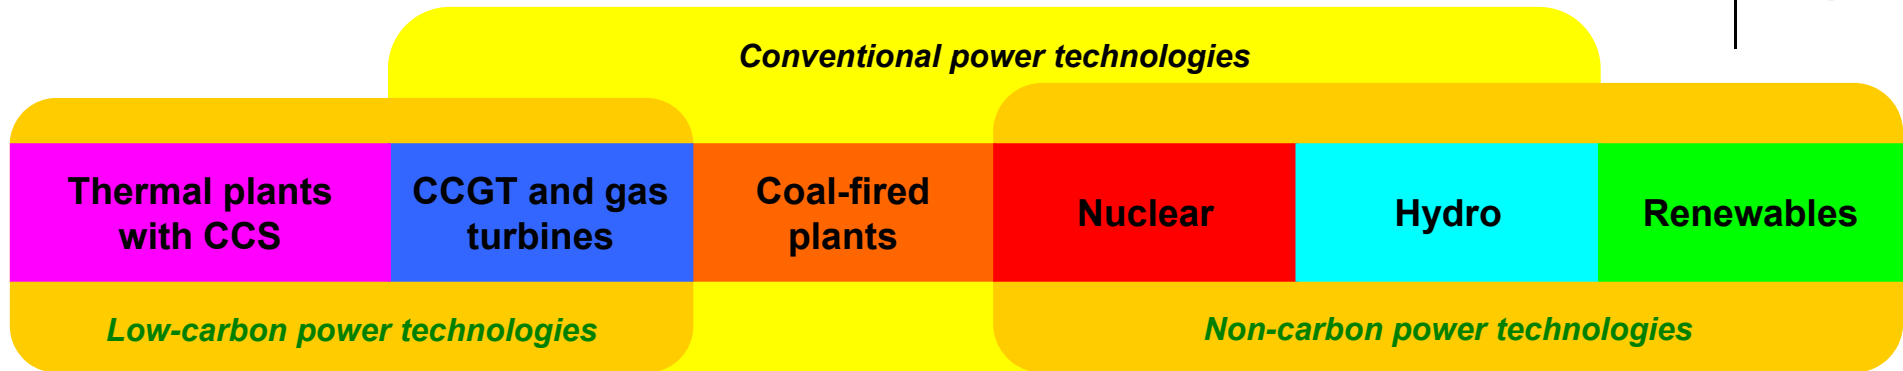 Conventional power technologies
Thermal plants
with CCS
CCGT and gas
turbines
Coal-fired
plants
Nuclear
Hydro
Renewables
Low-carbon power technologies
Non-carbon power technologies